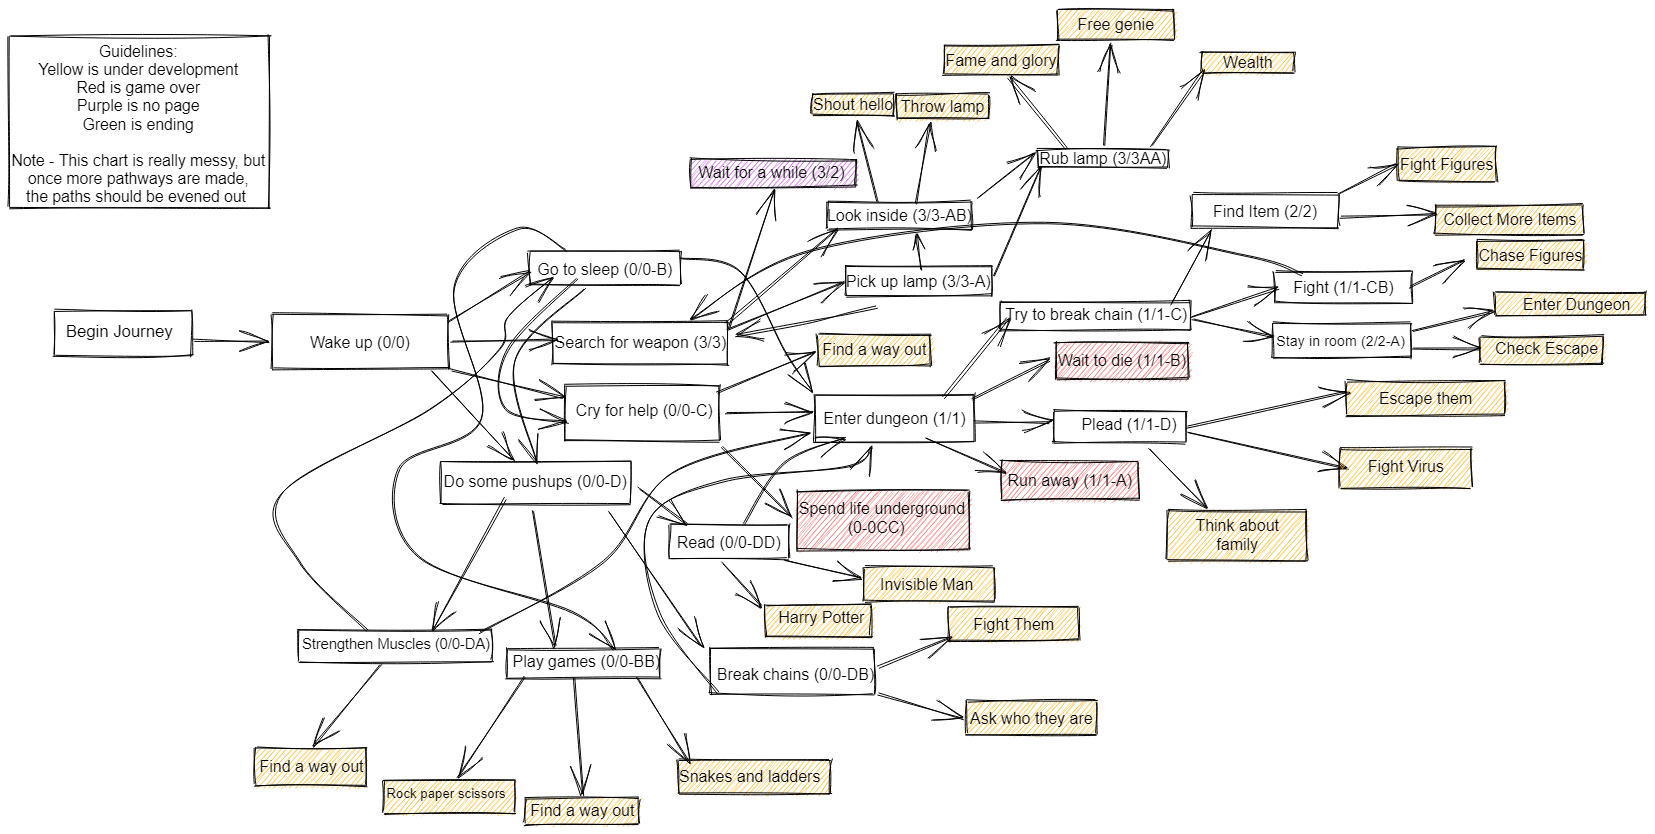 Guidelines:
Yellow is under development
Red is game over
Purple is no page
Green is ending
Note - This chart is really messy, but
once more pathways are made,
the paths should be evened out
Free genie
Fame and glory
Wealth
Shout hello
Throw lamp
Rub lamp (3/3AA)
Wait for a while (3/2)
Fight Figures
Look inside (3/3-AB)
Find Item (2/2)
Collect More Items
Chase Figures
Go to sleep (0/0-B)
Pick up lamp (3/3-A)
Fight (1/1-CB)
Enter Dungeon
Begin Journey
Wake up (0/0)
Search for weapon (3/3)
Try to break chain (1/1-C)
Stay in room (2/2-A)
Check Escape
Find a way out
Wait to die (1/1-B)
Cry for help (0/0-C)
Enter dungeon (1/1)
Plead (1/1-D)
Escape them
Fight Virus
Do some pushups (0/0-D)
Run away (1/1-A)
Spend life underground
(0-0CC)
Think about
family
Read (0/0-DD)
Invisible Man
Harry Potter
Fight Them
Strengthen Muscles (0/0-DA)
Play games (0/0-BB)
Break chains (0/0-DB)
Ask who they are
Find a way out
Rock paper scissors
Find a way out
Snakes and ladders